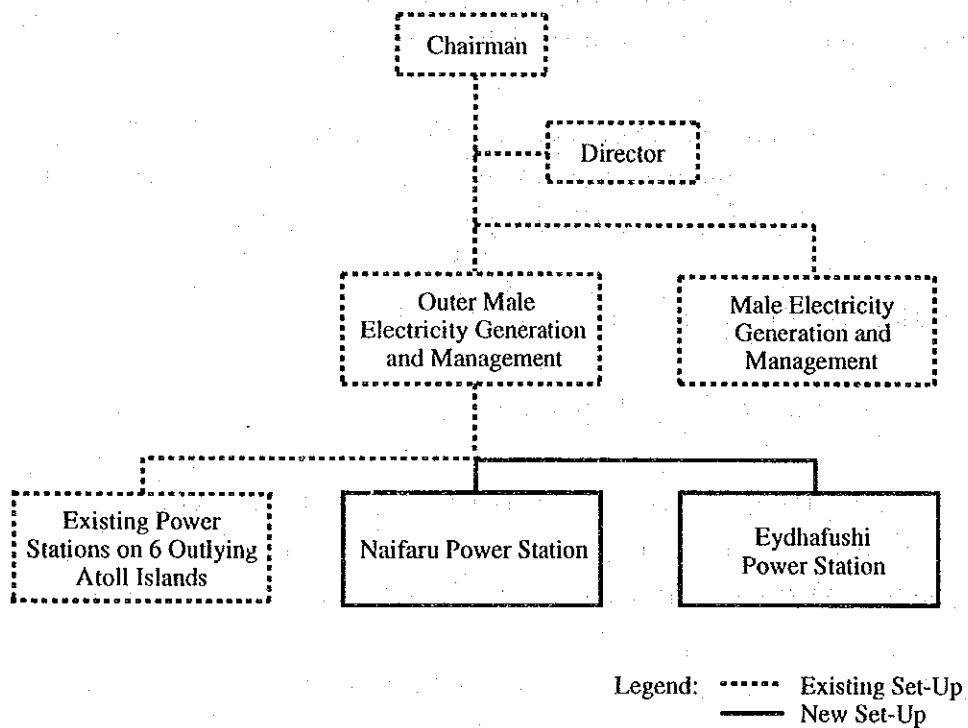 Chairman
Director
Outer Male
Electricity Generation
and Management
Male Electricity
Generation and
Management
Existing Power
Stations on 6 Outlying
Atoll Islands
Naifaru Power Station
Eydhafushi
Power Station
Legend:
Existing Set-Up
New Set-Up